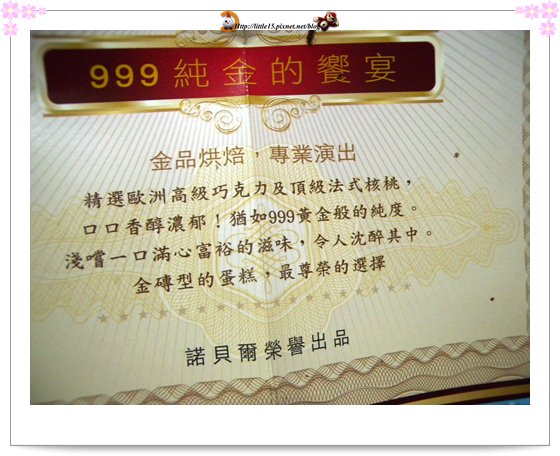 Http://little15.pixnet.net/blog
999純金的饗宴
金品烘焙，專業演出
精選歐洲高級巧克力及頂級法式核桃，
口口香醇濃郁！猶如999黃金般的純度。
淺嚐一口滿心富裕的滋味，令人沈醉其中。
金磚型的蛋糕，最尊榮的選擇
諾貝爾榮譽出品